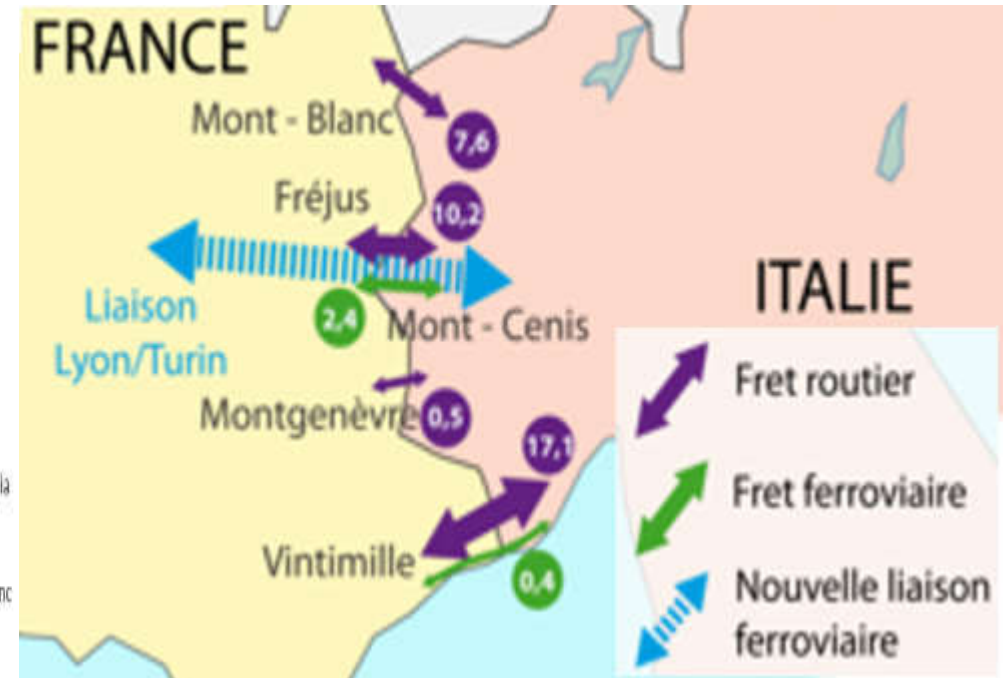 FRANCE
Mont - Blanc
7,6
Fréjus
10,2
Liaison
Lyon/Turin
2,4
Mont - Cenis
ITALIE
Montgenèvre
0,5
17,1
Vintimille
0,4
Fret routier
Fret ferroviaire
Nouvelle liaison
ferroviaire